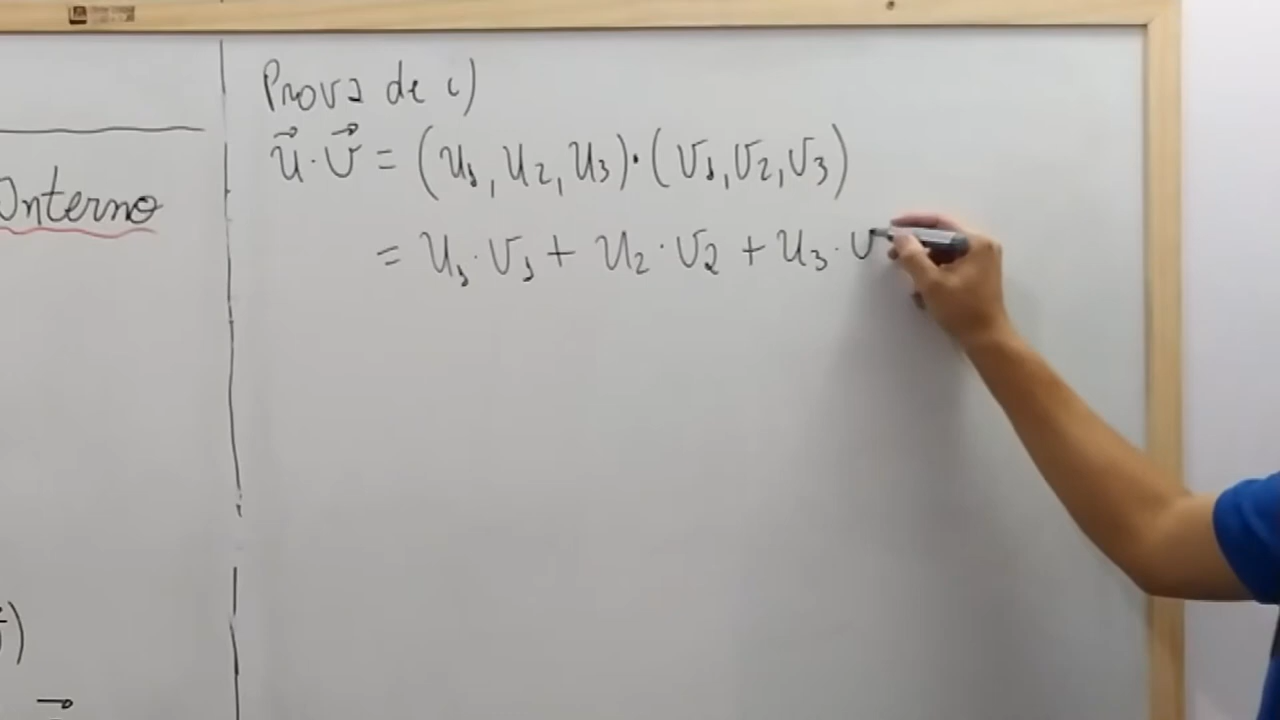 Interno
Prova de c)
u⃗ · v⃗ = (u₁, u₂, u₃) · (v₁, v₂, v₃)
= u₁ · v₁ + u₂ · v₂ + u₃ · v